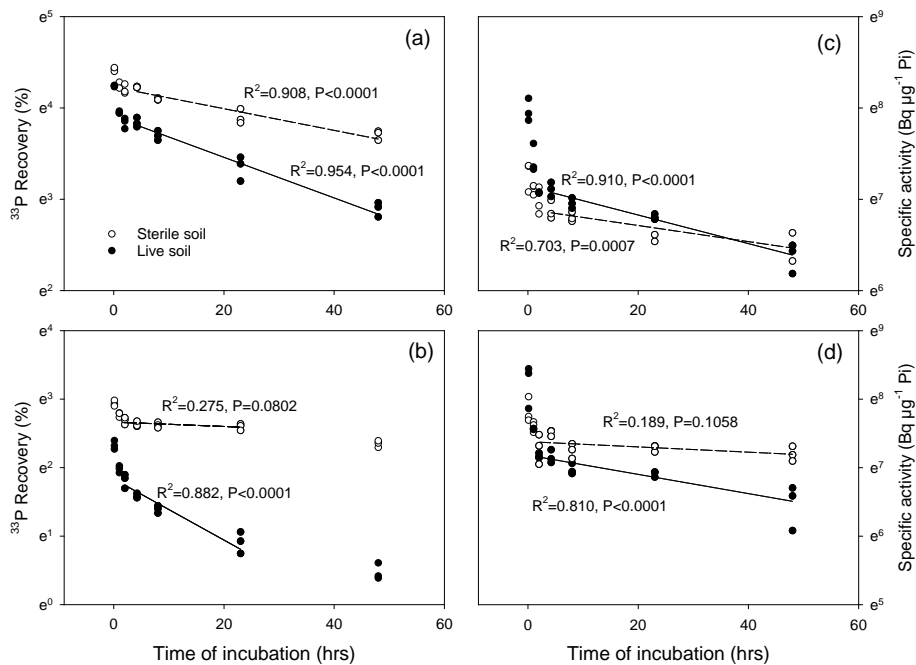 (a)
e⁵
e⁴
e³
e²
³³P Recovery (%)
R²=0.908, P<0.0001
R²=0.954, P<0.0001
Sterile soil
Live soil
0
20
40
60
(c)
e⁹
e⁸
e⁷
e⁶
Specific activity (Bq µg⁻¹ Pi)
R²=0.910, P<0.0001
R²=0.703, P=0.0007
0
20
40
60
(b)
e⁴
e³
e²
e¹
e⁰
³³P Recovery (%)
R²=0.275, P=0.0802
R²=0.882, P<0.0001
0
20
40
60
Time of incubation (hrs)
(d)
e⁹
e⁸
e⁷
e⁶
e⁵
Specific activity (Bq µg⁻¹ Pi)
R²=0.189, P=0.1058
R²=0.810, P<0.0001
0
20
40
60
Time of incubation (hrs)